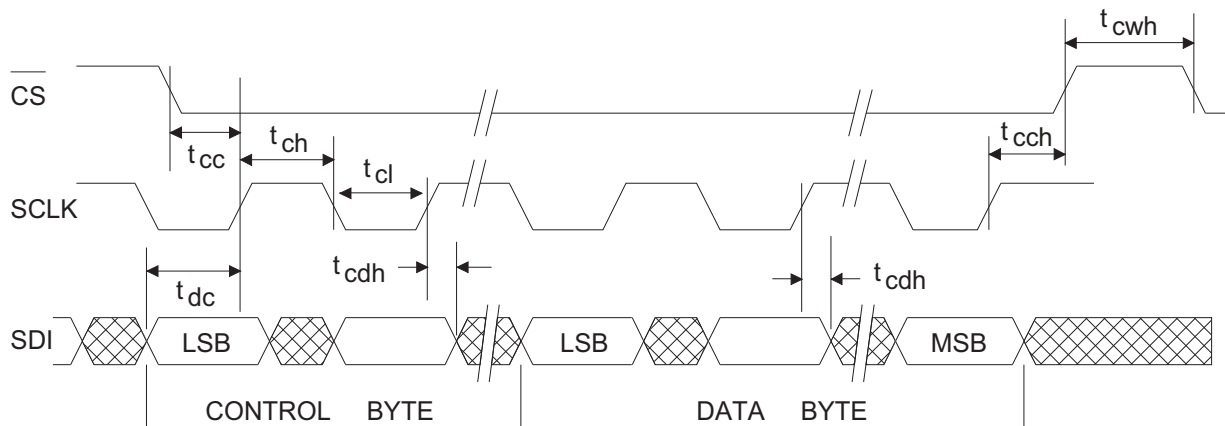 t cwh
CS
t cc
t ch
t cch
t cl
SCLK
t cdh
t cdh
t dc
SDI
LSB
LSB
MSB
CONTROL BYTE
DATA BYTE